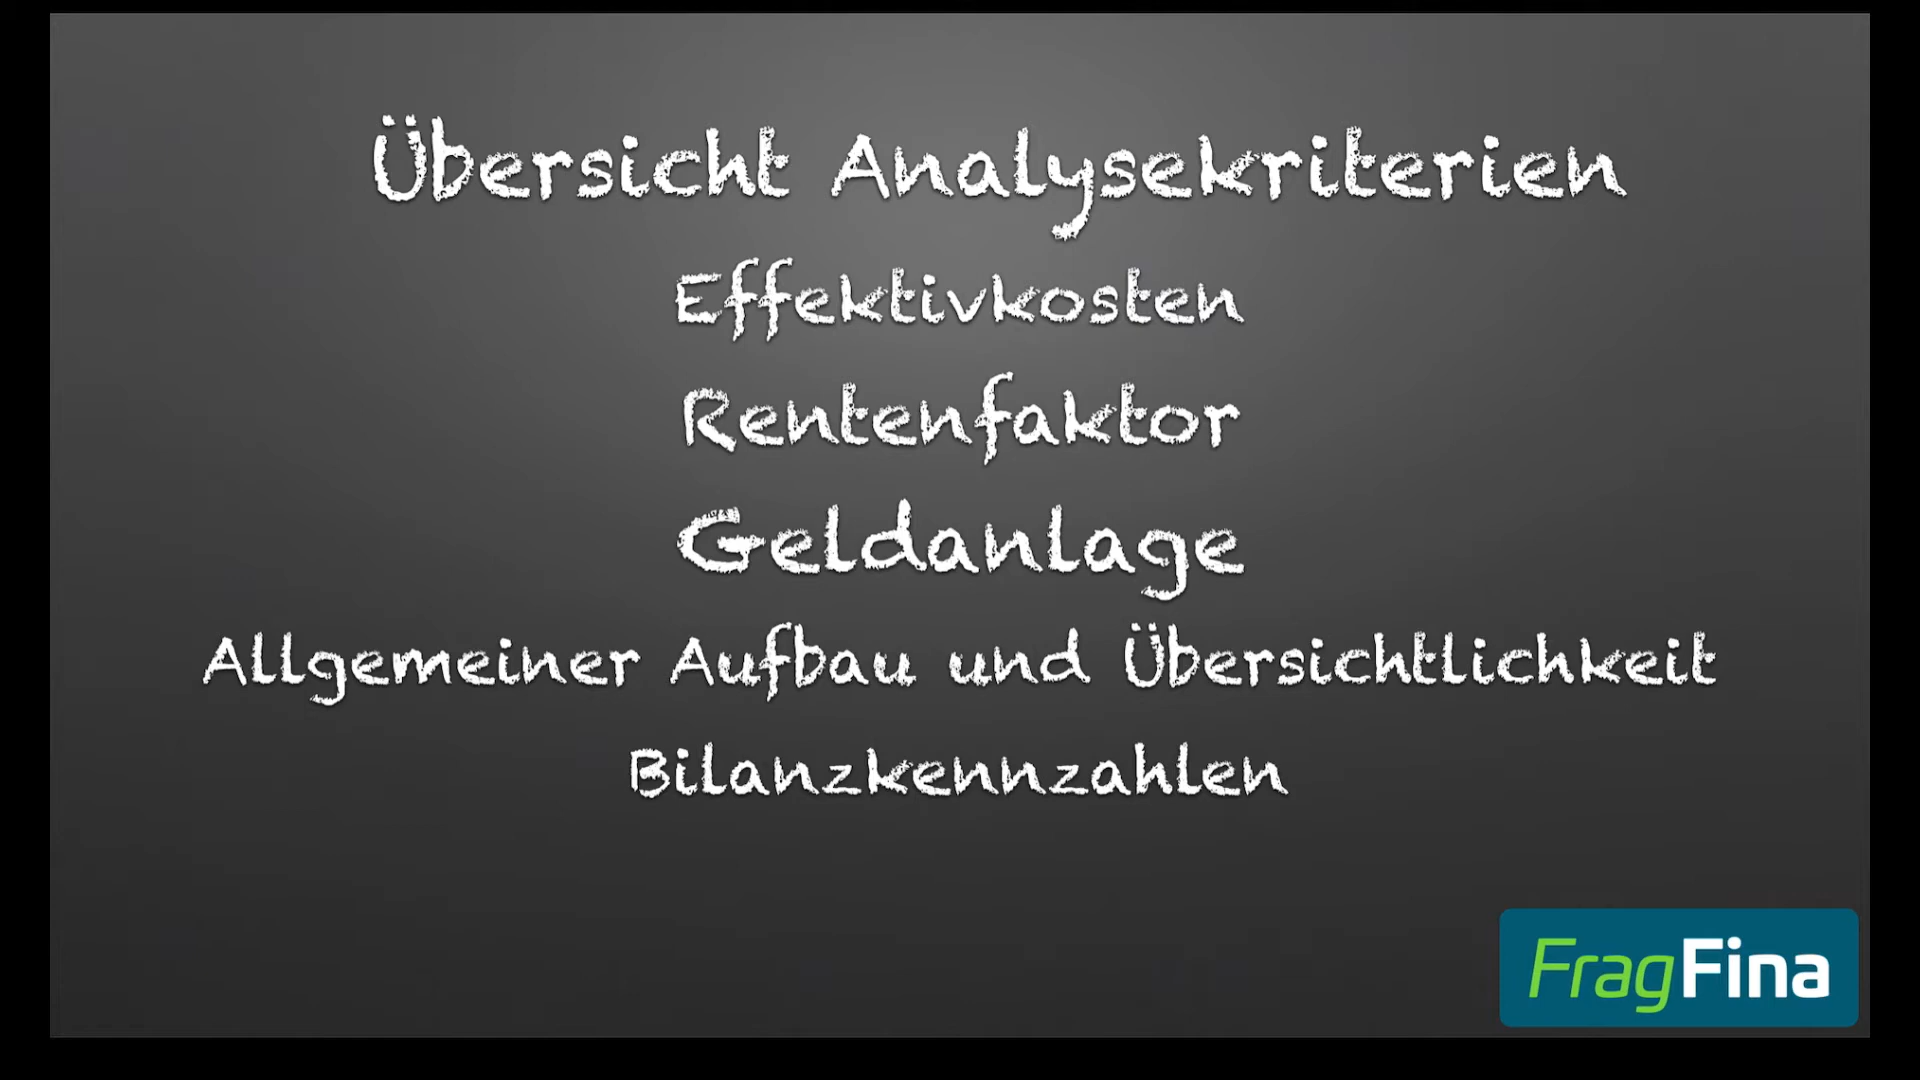 Übersicht Analysekriterien
Effektivkosten
Rentenfaktor
Geldanlage
Allgemeiner Aufbau und Übersichtlichkeit
Bilanzkennzahlen
FragFina